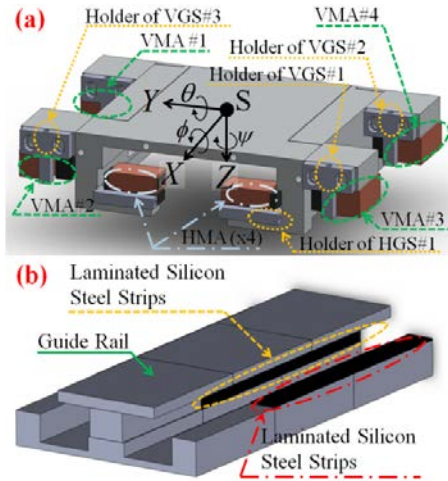 (a)
Holder of VGS#3
VMA #1
VMA#4
Holder of VGS#2
Holder of VGS#1
θ
Y
S
ϕ
ψ
X
Z
VMA#2
VMA#3
HMA(x4)
Holder of HGS#1
(b)
Laminated Silicon
Steel Strips
Guide Rail
Laminated Silicon
Steel Strips